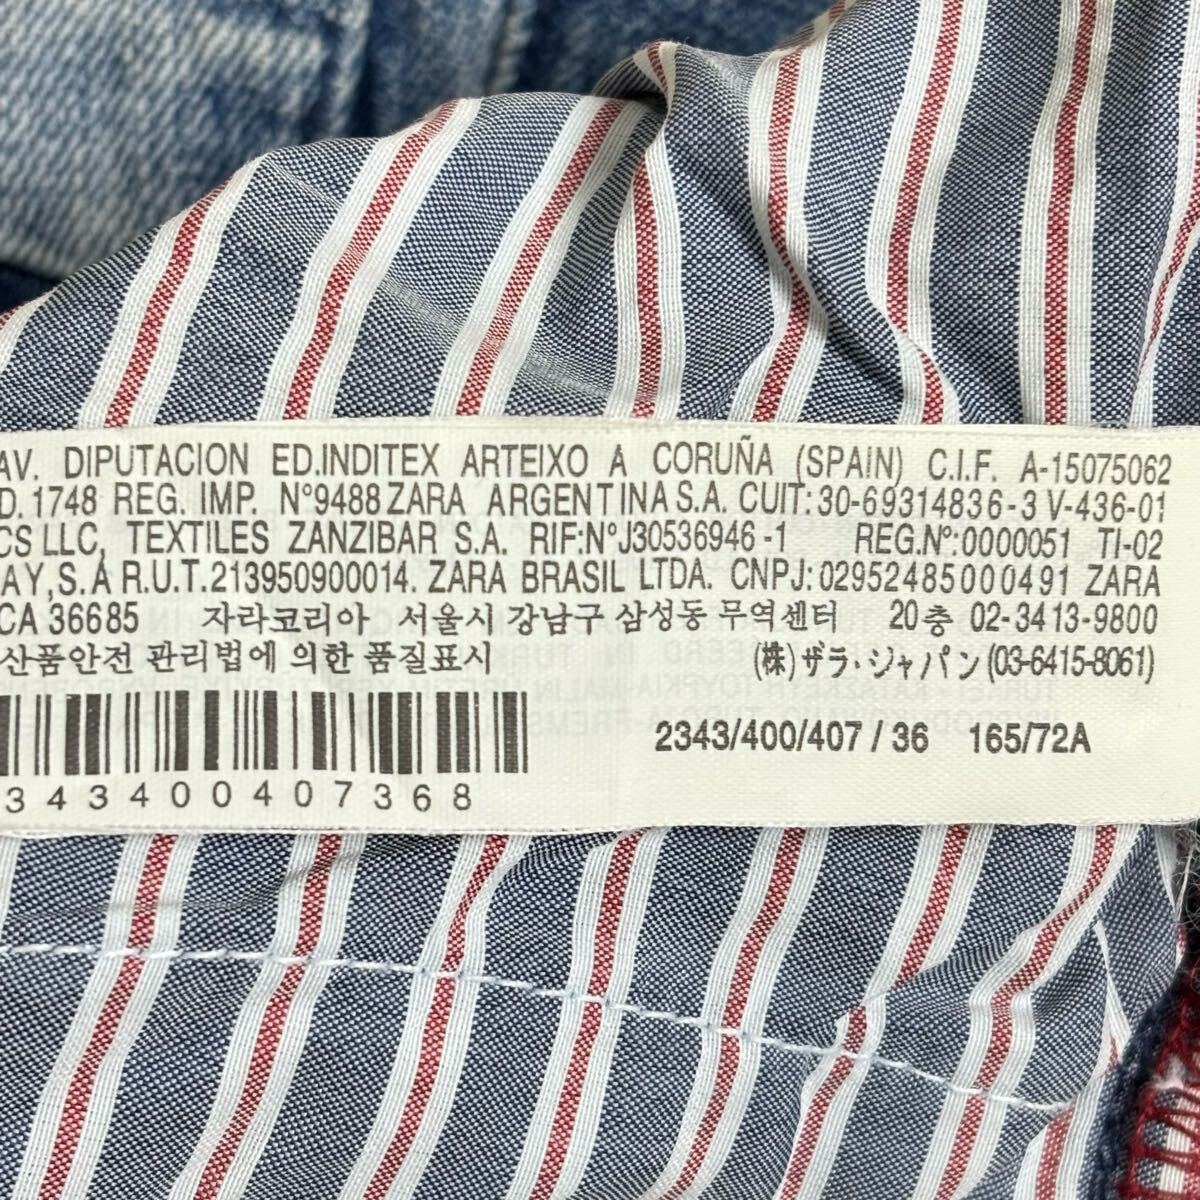 AV. DIPUTACION ED.INDITEX ARTEIXO A CORUÑA (SPAIN) C.I.F. A-15075062
D. 1748 REG. IMP. N°9488 ZARA ARGENTINA S.A. CUIT: 30-69314836-3 V-436-01
CS LLC, TEXTILES ZANZIBAR S.A. RIF:N°J30536946-1 REG.N°:0000051 TI-02
AY,S.A R.U.T.213950900014. ZARA BRASIL LTDA. CNPJ:02952485000491 ZARA
CA 36685 자라코리아 서울시 강남구 삼성동 무역센터 20층 02-3413-9800
산품안전 관리법에 의한 품질표시 (株)ザラ・ジャパン(03-6415-8061)
2343/400/407 / 36 165/72A
343400407368